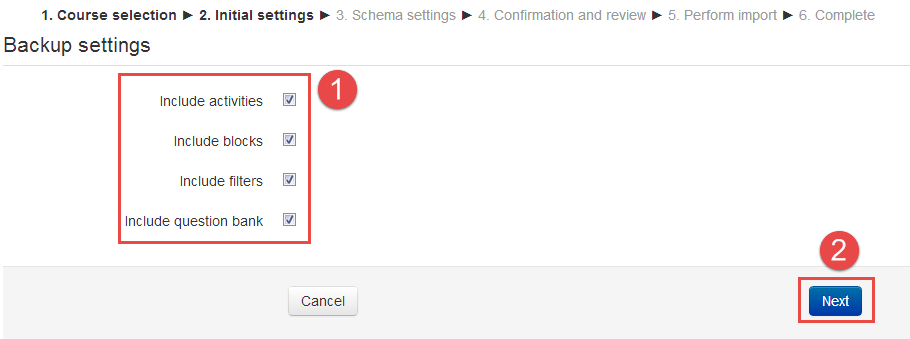 1. Course selection ► 2. Initial settings ► 3. Schema settings ► 4. Confirmation and review ► 5. Perform import ► 6. Complete
Backup settings
Include activities
1
Include blocks
Include filters
Include question bank
2
Cancel
Next